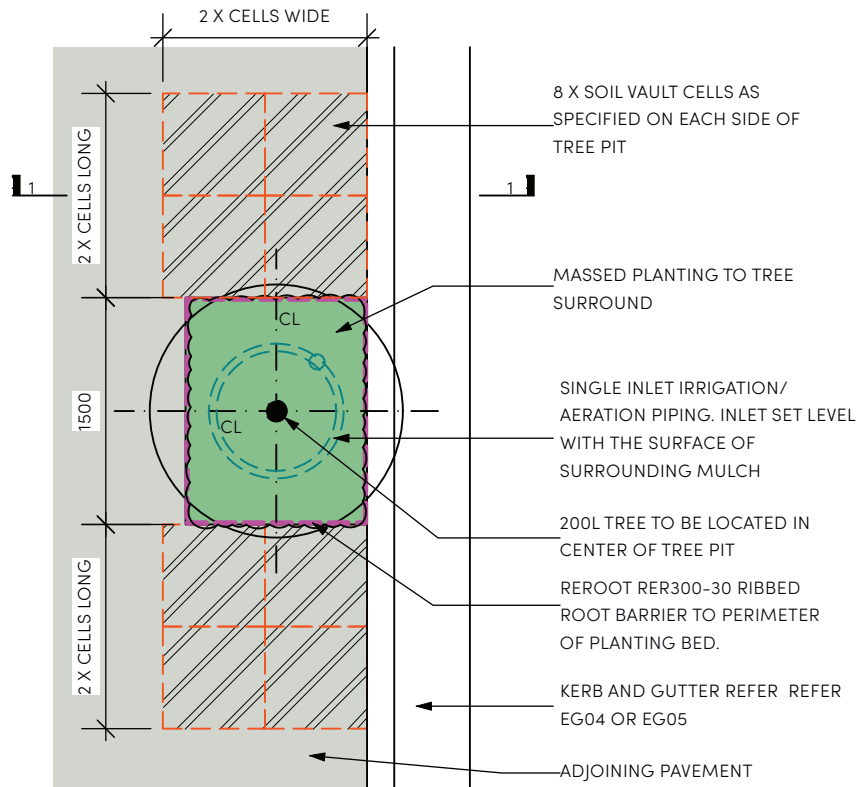 2 X CELLS WIDE
8 X SOIL VAULT CELLS AS
SPECIFIED ON EACH SIDE OF
TREE PIT
2 X CELLS LONG
1
1
MASSED PLANTING TO TREE
SURROUND
CL
1500
CL
SINGLE INLET IRRIGATION/
AERATION PIPING. INLET SET LEVEL
WITH THE SURFACE OF
SURROUNDING MULCH
200L TREE TO BE LOCATED IN
CENTER OF TREE PIT
REROOT RER300-30 RIBBED
ROOT BARRIER TO PERIMETER
OF PLANTING BED.
2 X CELLS LONG
KERB AND GUTTER REFER REFER
EG04 OR EG05
ADJOINING PAVEMENT